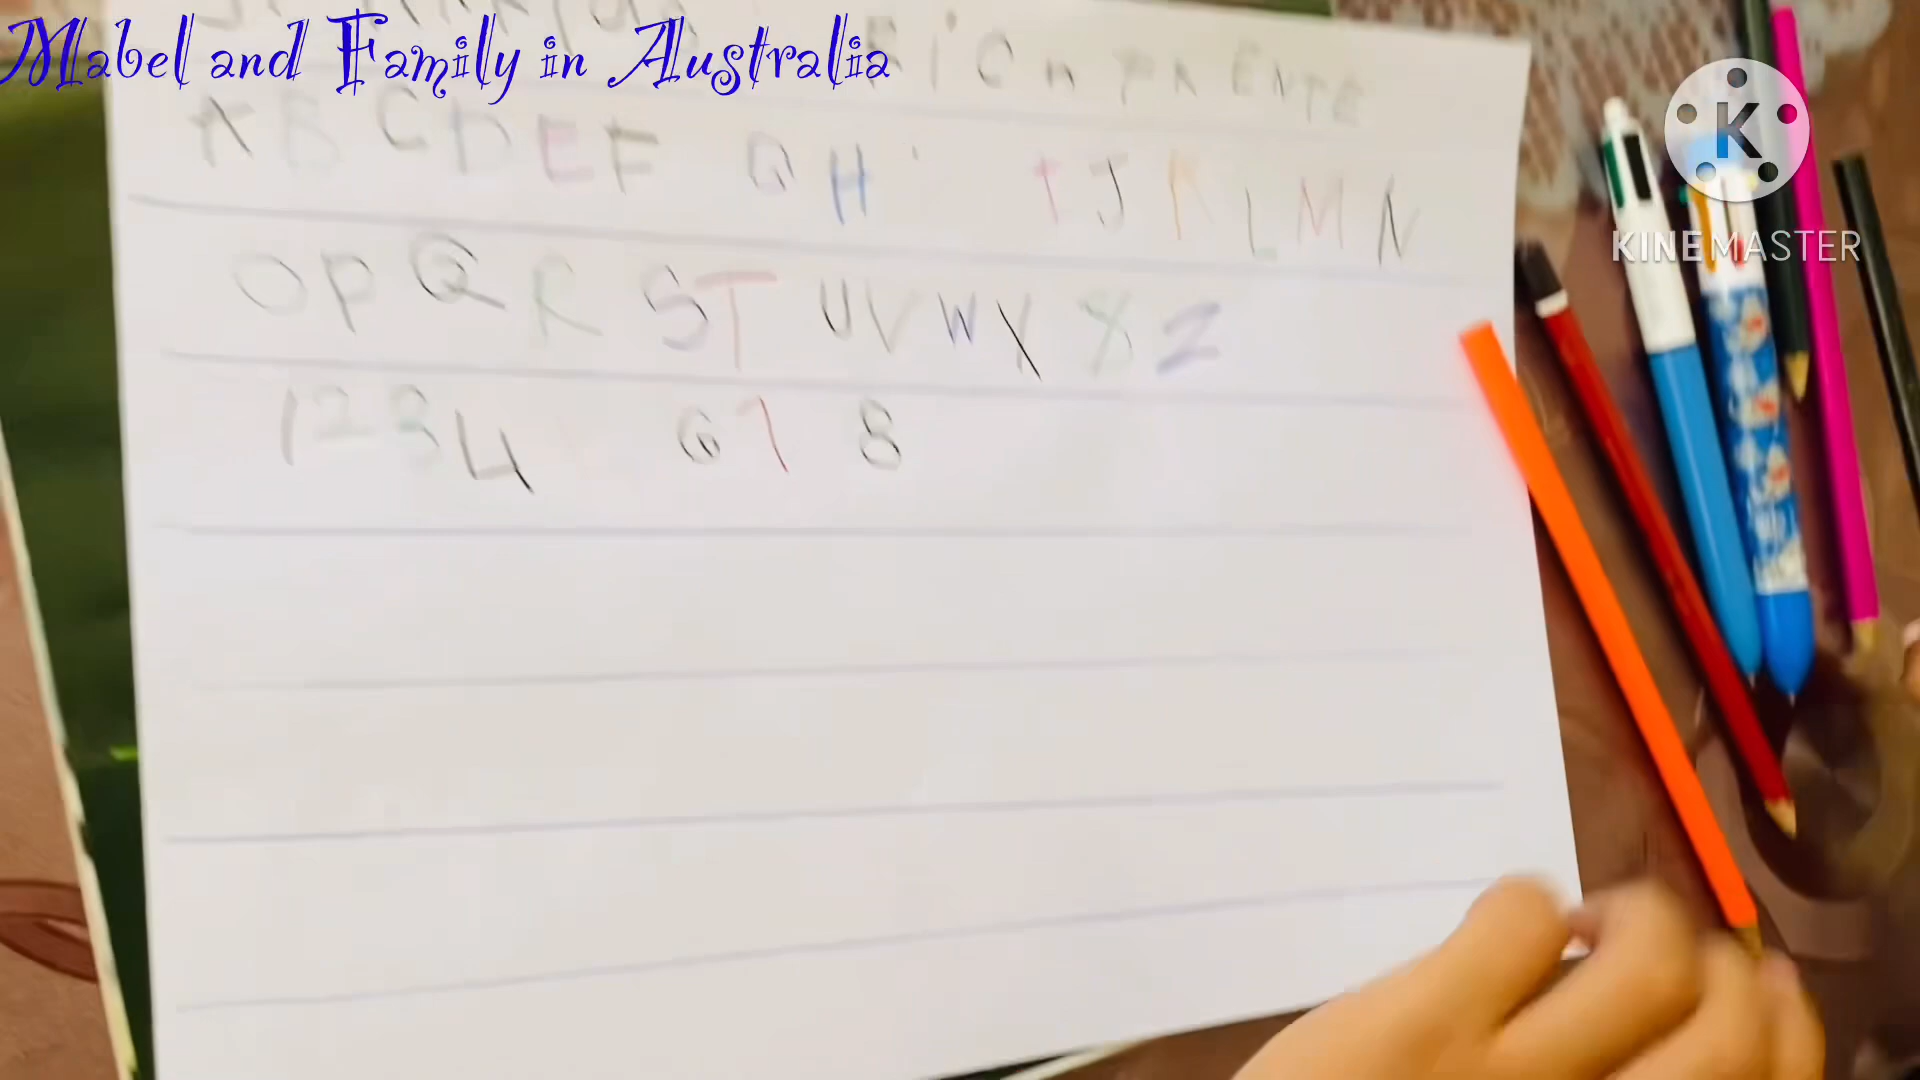 Mabel and Family in Australia
KINEMASTER
A B C D E F G H I J K L M N
O P Q R S T U V W X Y Z
1 2 3 4 6 7 8